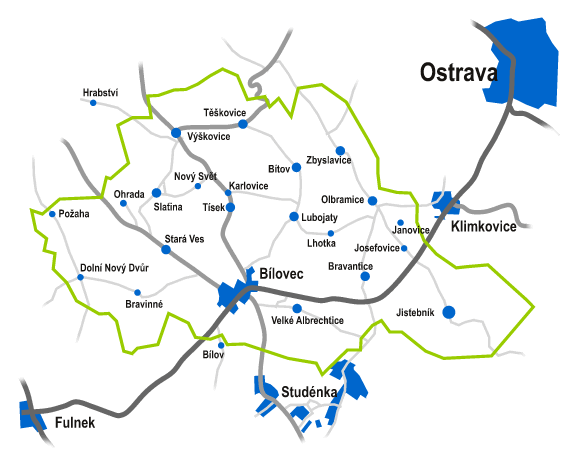 Ostrava
Hrabství
Těškovice
Výškovice
Zbyslavice
Bítov
Nový Svět
Karlovice
Ohrada
Slatina
Tísek
Olbramice
Požaha
Lubojaty
Janovice
Klimkovice
Lhotka
Stará Ves
Josefovice
Dolní Nový Dvůr
Bílovec
Bravantice
Bravinné
Velké Albrechtice
Jistebník
Bílov
Studénka
Fulnek